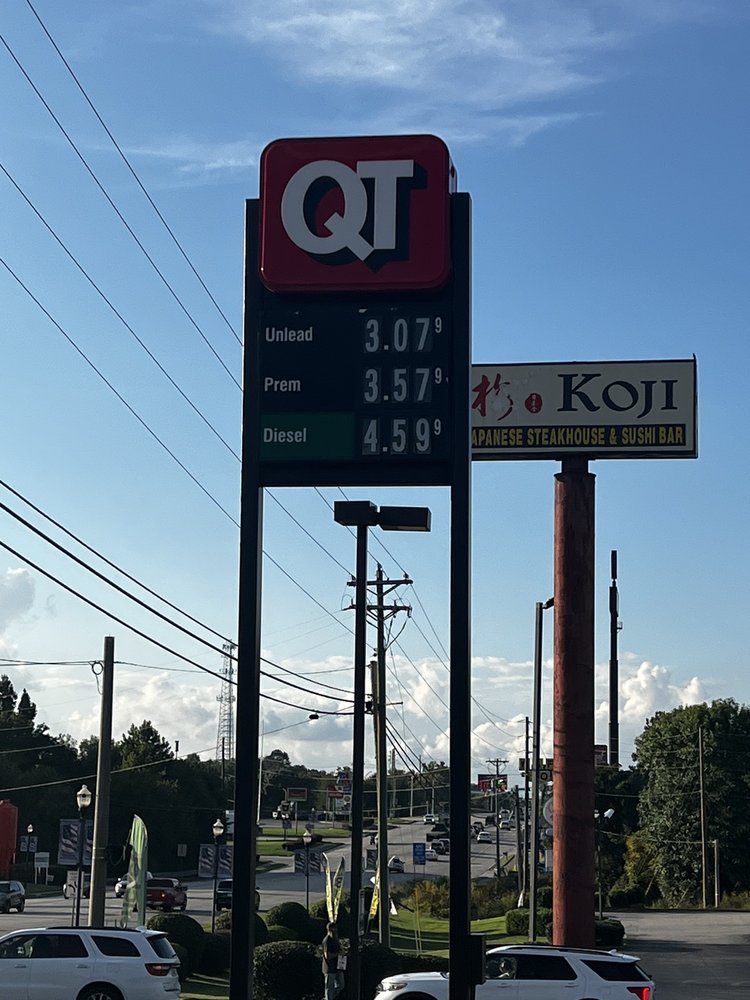 QT
Unlead 3.07 9
Prem 3.57 9
Diesel 4.59 9
KOJI
APANESE STEAKHOUSE & SUSHI BAR